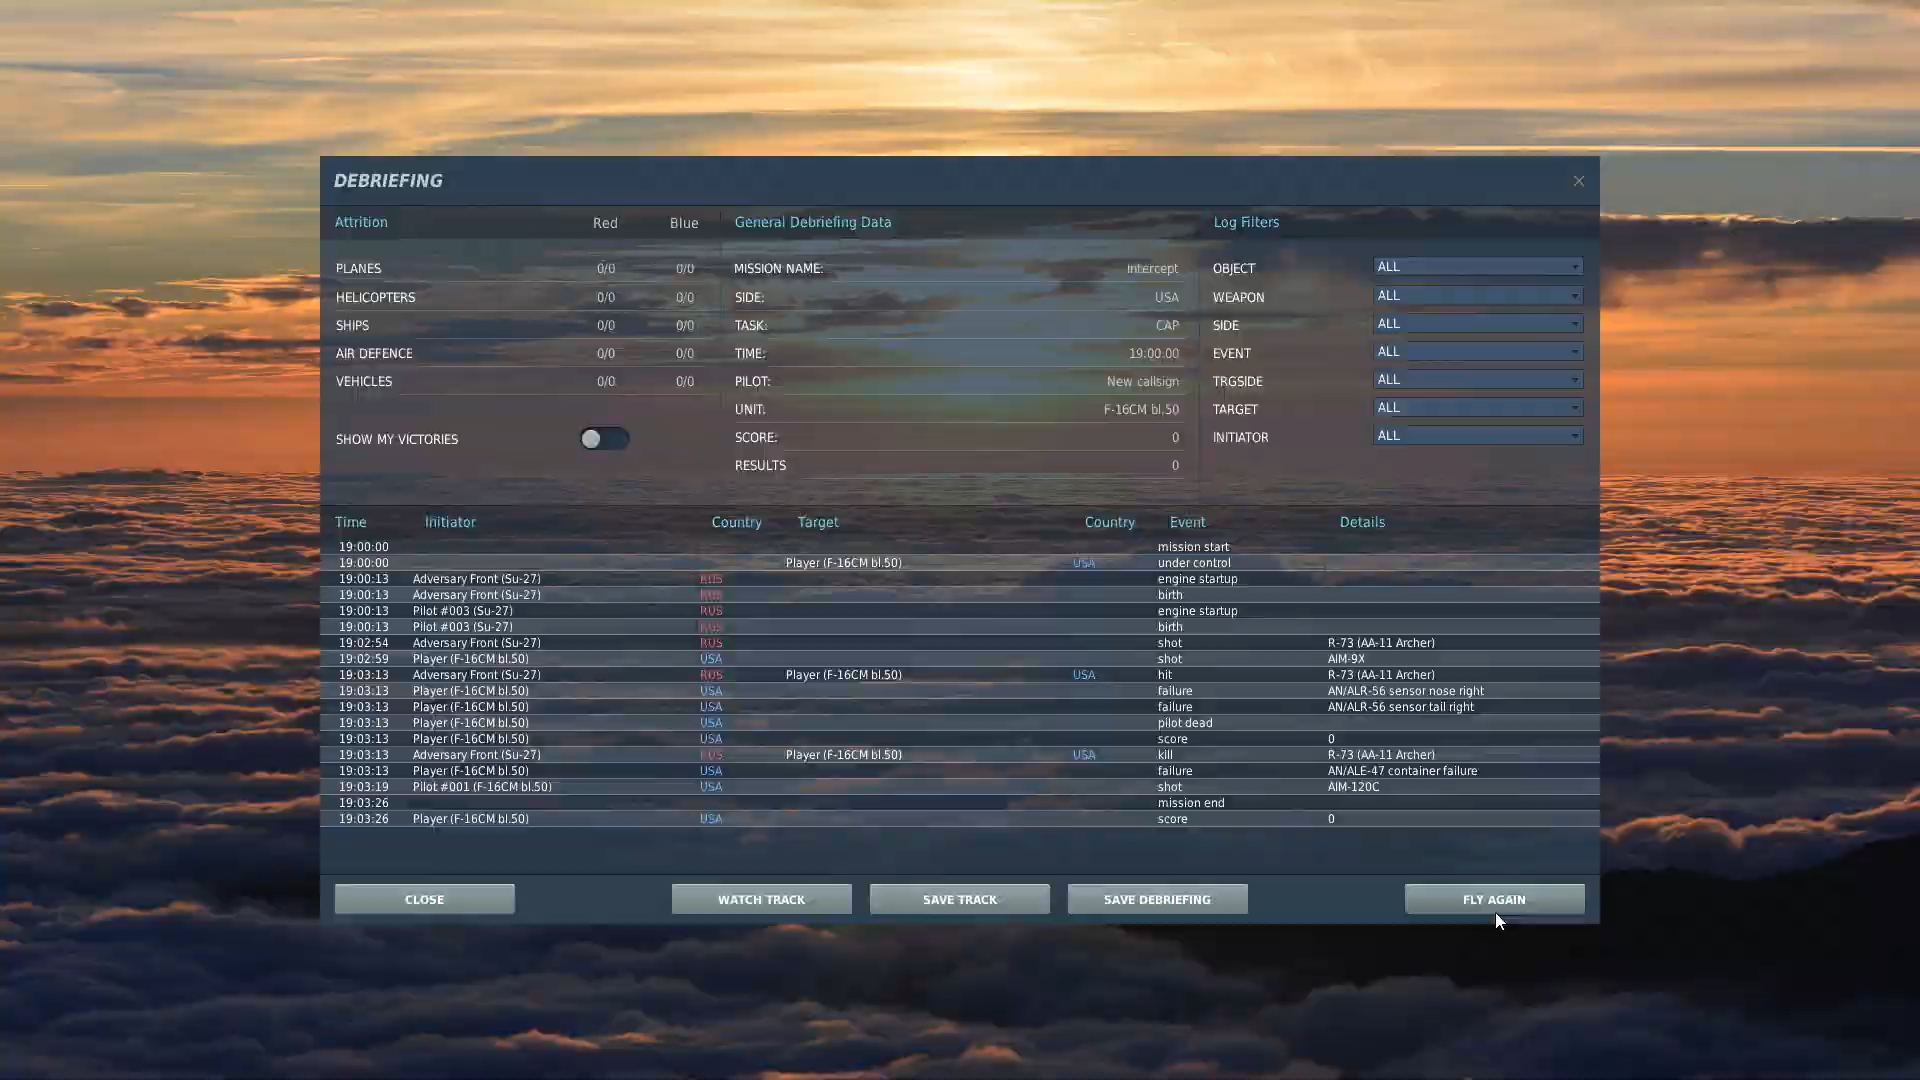 DEBRIEFING
Attrition Red Blue General Debriefing Data Log Filters
PLANES 0/0 0/0 MISSION NAME: Intercept OBJECT ALL
HELICOPTERS 0/0 0/0 SIDE: USA WEAPON ALL
SHIPS 0/0 0/0 TASK: CAP SIDE ALL
AIR DEFENCE 0/0 0/0 TIME: 19:00:00 EVENT ALL
VEHICLES 0/0 0/0 PILOT: New callsign TRGSIDE ALL
UNIT: F-16CM bl.50 TARGET ALL
SHOW MY VICTORIES SCORE: 0 INITIATOR ALL
RESULTS 0
Time Initiator Country Target Country Event Details
19:00:00 mission start
19:00:00 Player (F-16CM bl.50) USA under control
19:00:13 Adversary Front (Su-27) RUS engine startup
19:00:13 Adversary Front (Su-27) RUS birth
19:00:13 Pilot #003 (Su-27) RUS engine startup
19:00:13 Pilot #003 (Su-27) RUS birth
19:02:54 Adversary Front (Su-27) RUS shot R-73 (AA-11 Archer)
19:02:59 Player (F-16CM bl.50) USA shot AIM-9X
19:03:13 Adversary Front (Su-27) RUS Player (F-16CM bl.50) USA hit R-73 (AA-11 Archer)
19:03:13 Player (F-16CM bl.50) USA failure AN/ALR-56 sensor nose right
19:03:13 Player (F-16CM bl.50) USA failure AN/ALR-56 sensor tail right
19:03:13 Player (F-16CM bl.50) USA pilot dead
19:03:13 Player (F-16CM bl.50) USA score 0
19:03:13 Adversary Front (Su-27) RUS Player (F-16CM bl.50) USA kill R-73 (AA-11 Archer)
19:03:13 Player (F-16CM bl.50) USA failure AN/ALE-47 container failure
19:03:19 Pilot #001 (F-16CM bl.50) USA shot AIM-120C
19:03:26 mission end
19:03:26 Player (F-16CM bl.50) USA score 0
CLOSE WATCH TRACK SAVE TRACK SAVE DEBRIEFING FLY AGAIN